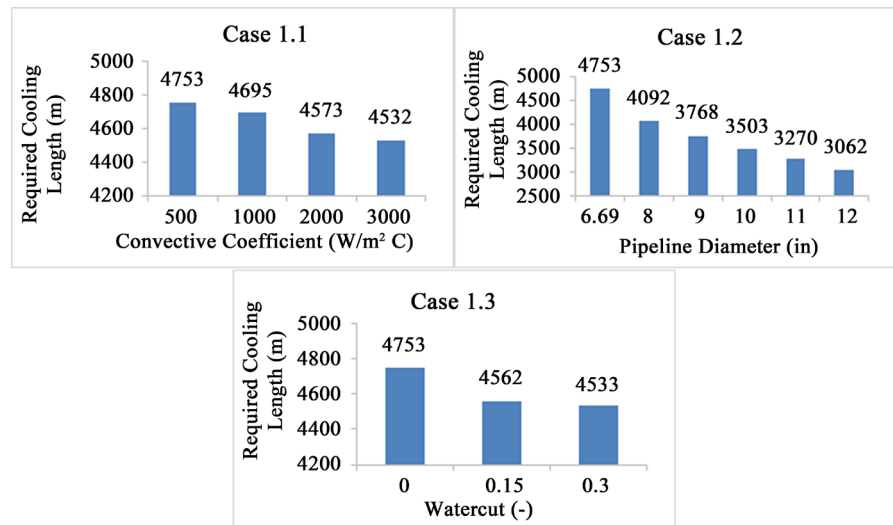 Case 1.1
Required Cooling
Length (m)
5000
4800
4600
4400
4200
4753
4695
4573
4532
500 1000 2000 3000
Convective Coefficient (W/m² C)
Case 1.2
Required Cooling
Length (m)
5000
4500
4000
3500
3000
2500
4753
4092
3768
3503
3270
3062
6.69 8 9 10 11 12
Pipeline Diameter (in)
Case 1.3
Required Cooling
Length (m)
5000
4800
4600
4400
4200
4753
4562
4533
0 0.15 0.3
Watercut (-)